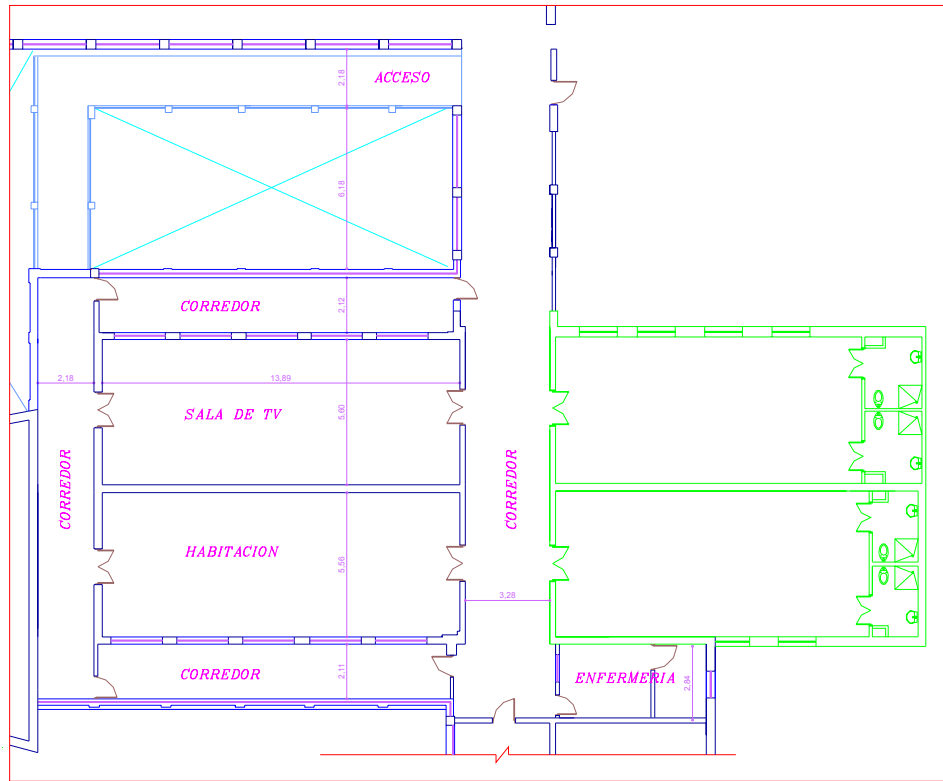 ACCESO
2,18
6,18
CORREDOR
2,12
2,18
13,89
SALA DE TV
5,60
CORREDOR
CORREDOR
HABITACION
5,56
3,28
CORREDOR
2,11
ENFERMERIA
2,84